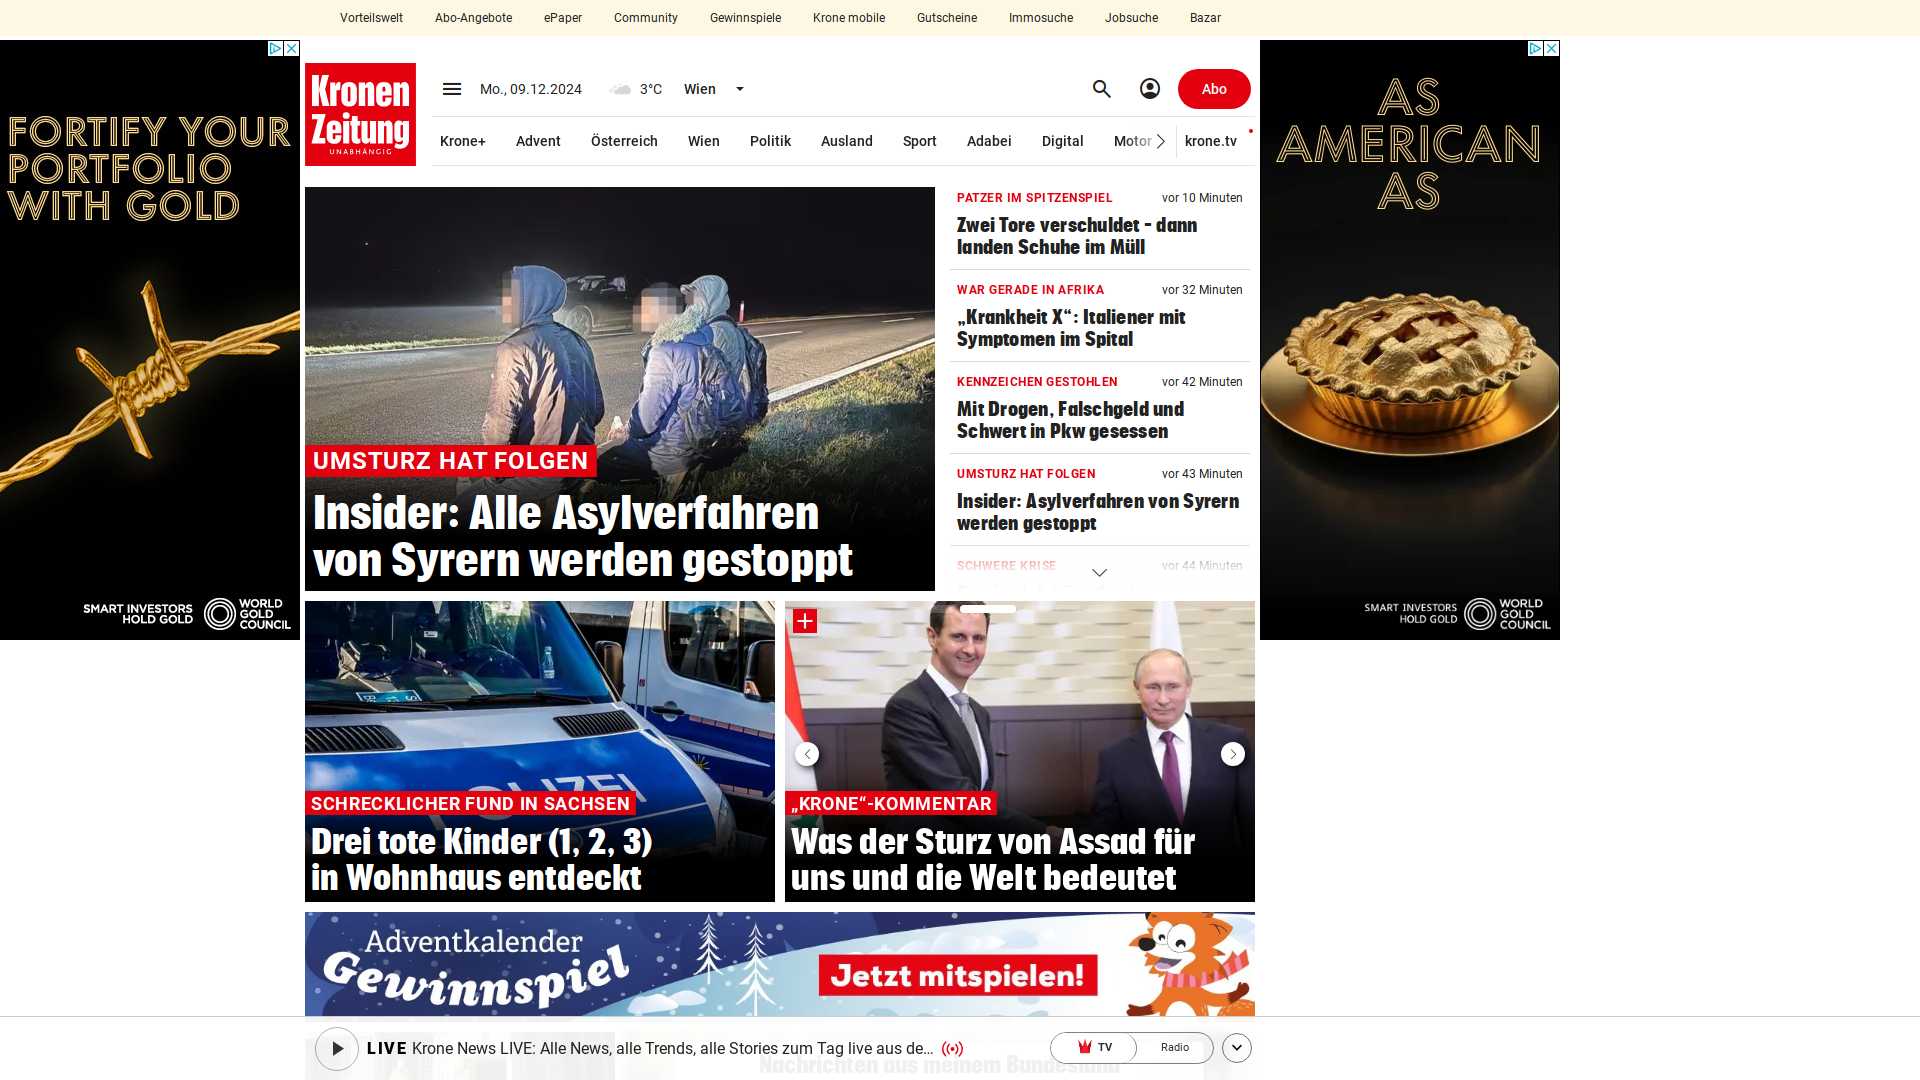 Vorteilswelt
Abo-Angebote
ePaper
Community
Gewinnspiele
Krone mobile
Gutscheine
Immosuche
Jobsuche
Bazar
FORTIFY YOUR
PORTFOLIO
WITH GOLD
SMART INVESTORS
HOLD GOLD
WORLD
GOLD
COUNCIL
Kronen
Zeitung
UNABHÄNGIG
Mo., 09.12.2024
3°C
Wien
Abo
Krone+
Advent
Österreich
Wien
Politik
Ausland
Sport
Adabei
Digital
Motor
krone.tv
UMSTURZ HAT FOLGEN
Insider: Alle Asylverfahren
von Syrern werden gestoppt
PATZER IM SPITZENSPIEL
vor 10 Minuten
Zwei Tore verschuldet – dann
landen Schuhe im Müll
WAR GERADE IN AFRIKA
vor 32 Minuten
„Krankheit X“: Italiener mit
Symptomen im Spital
KENNZEICHEN GESTOHLEN
vor 42 Minuten
Mit Drogen, Falschgeld und
Schwert in Pkw gesessen
UMSTURZ HAT FOLGEN
vor 43 Minuten
Insider: Asylverfahren von Syrern
werden gestoppt
SCHWERE KRISE
vor 44 Minuten
AS
AMERICAN
AS
SMART INVESTORS
HOLD GOLD
WORLD
GOLD
COUNCIL
POLIZEI
SCHRECKLICHER FUND IN SACHSEN
Drei tote Kinder (1, 2, 3)
in Wohnhaus entdeckt
„KRONE“-KOMMENTAR
Was der Sturz von Assad für
uns und die Welt bedeutet
Adventkalender
Gewinnspiel
Jetzt mitspielen!
LIVE Krone News LIVE: Alle News, alle Trends, alle Stories zum Tag live aus de...
TV
Radio
Nachrichten aus meinem Bundesland